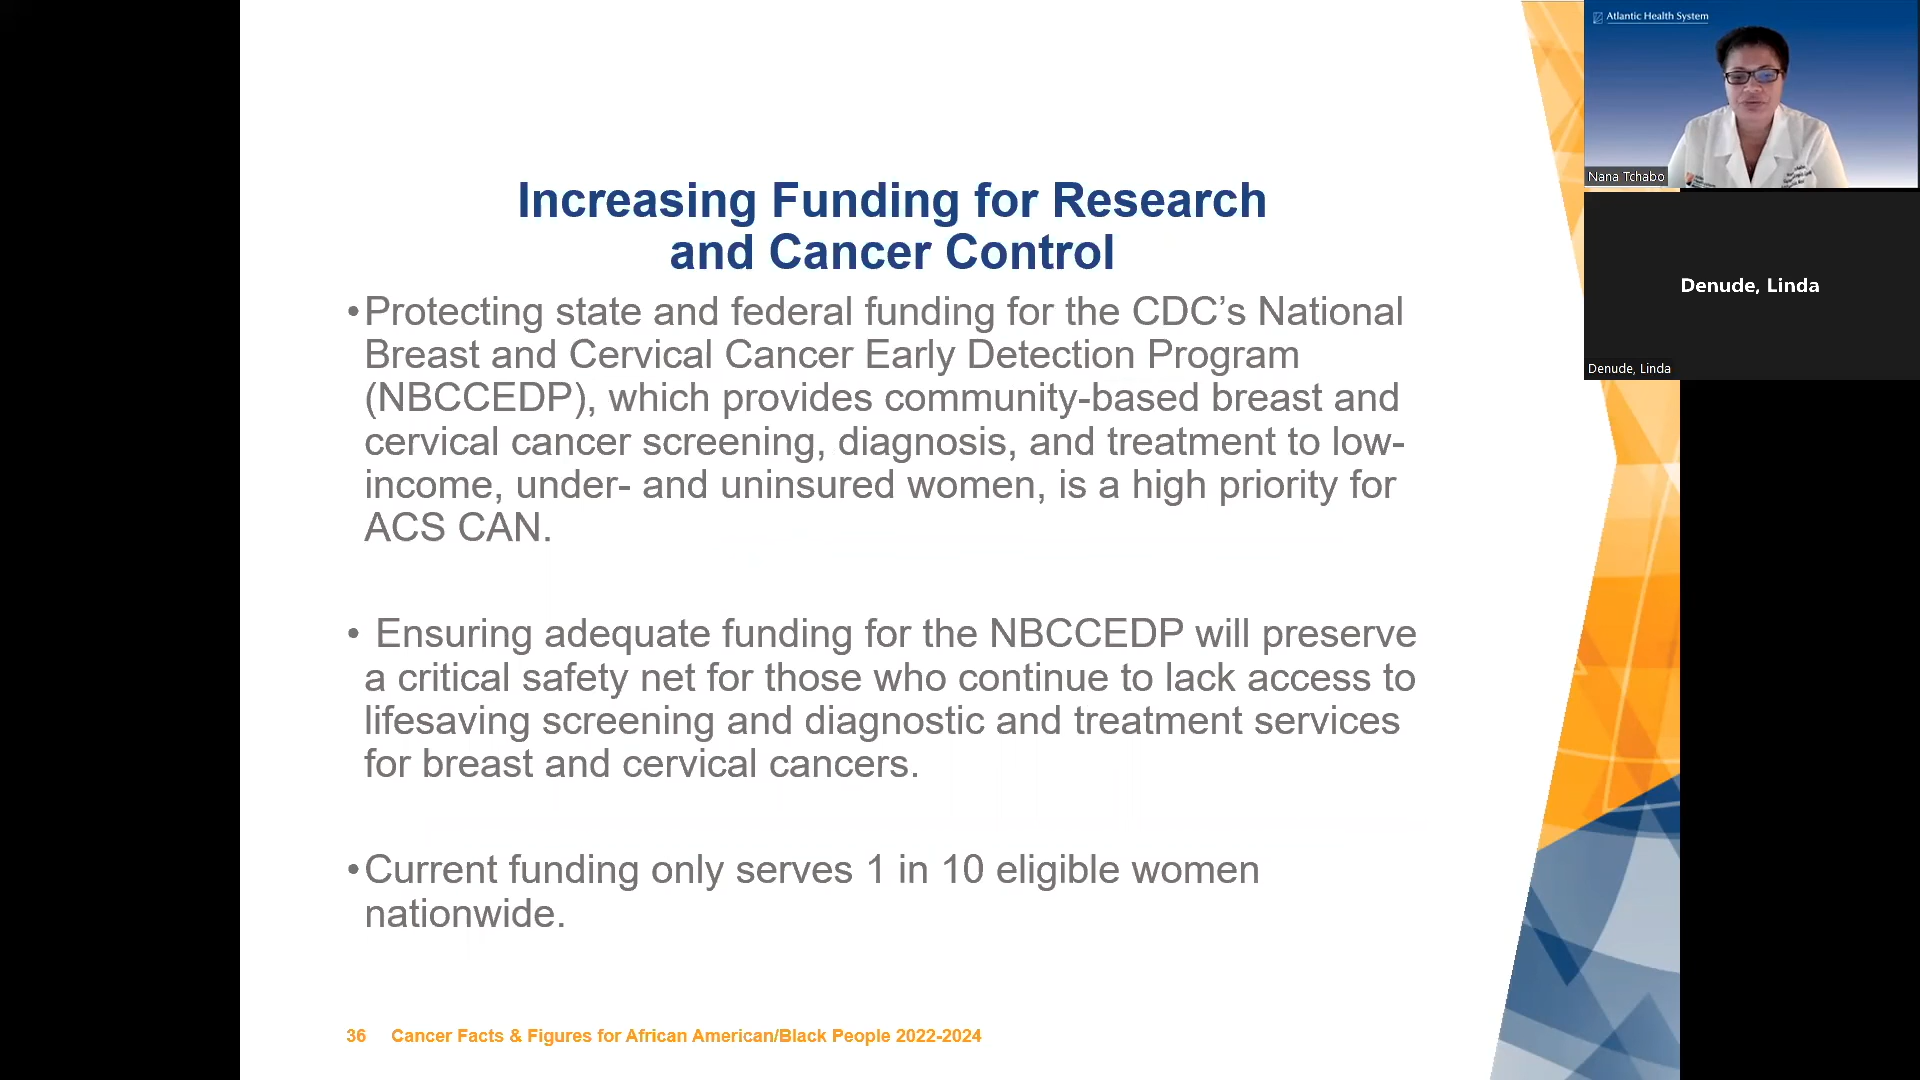 Increasing Funding for Research
and Cancer Control
•Protecting state and federal funding for the CDC’s National
Breast and Cervical Cancer Early Detection Program
(NBCCEDP), which provides community-based breast and
cervical cancer screening, diagnosis, and treatment to low-
income, under- and uninsured women, is a high priority for
ACS CAN.
• Ensuring adequate funding for the NBCCEDP will preserve
a critical safety net for those who continue to lack access to
lifesaving screening and diagnostic and treatment services
for breast and cervical cancers.
•Current funding only serves 1 in 10 eligible women
nationwide.
36 Cancer Facts & Figures for African American/Black People 2022-2024
Atlantic Health System
Nana Tchabo
Denude, Linda
Denude, Linda